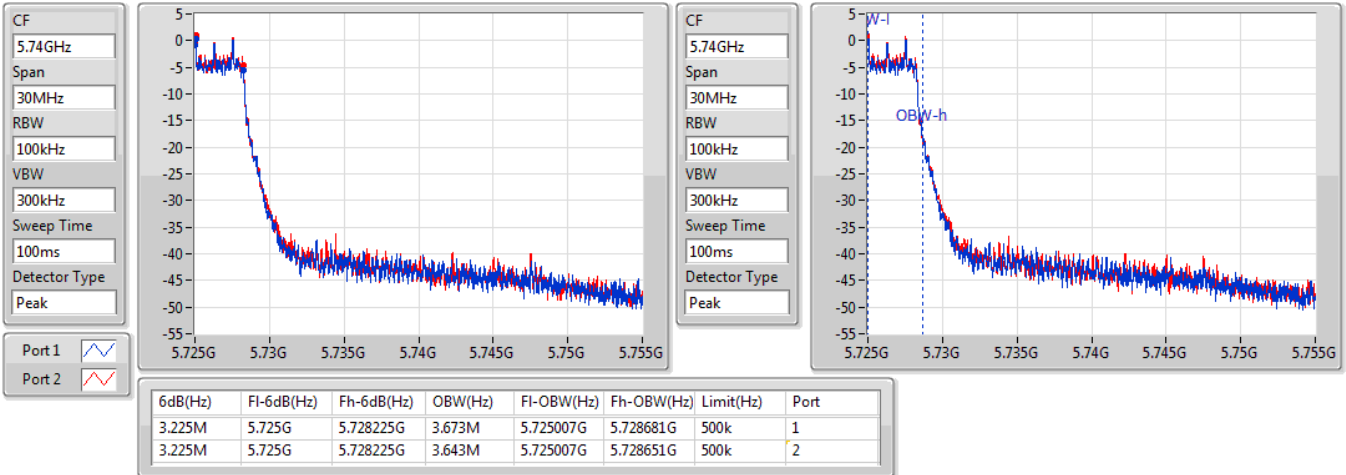 CF
5.74GHz
Span
30MHz
RBW
100kHz
VBW
300kHz
Sweep Time
100ms
Detector Type
Peak
Port 1
Port 2
5
0
-5
-10
-15
-20
-25
-30
-35
-40
-45
-50
-55
5.725G 5.73G 5.735G 5.74G 5.745G 5.75G 5.755G
CF
5.74GHz
Span
30MHz
RBW
100kHz
VBW
300kHz
Sweep Time
100ms
Detector Type
Peak
W-l
OBW-h
5
0
-5
-10
-15
-20
-25
-30
-35
-40
-45
-50
-55
5.725G 5.73G 5.735G 5.74G 5.745G 5.75G 5.755G
6dB(Hz) Fl-6dB(Hz) Fh-6dB(Hz) OBW(Hz) Fl-OBW(Hz) Fh-OBW(Hz) Limit(Hz) Port
3.225M 5.725G 5.728225G 3.673M 5.725007G 5.728681G 500k 1
3.225M 5.725G 5.728225G 3.643M 5.725007G 5.728651G 500k 2